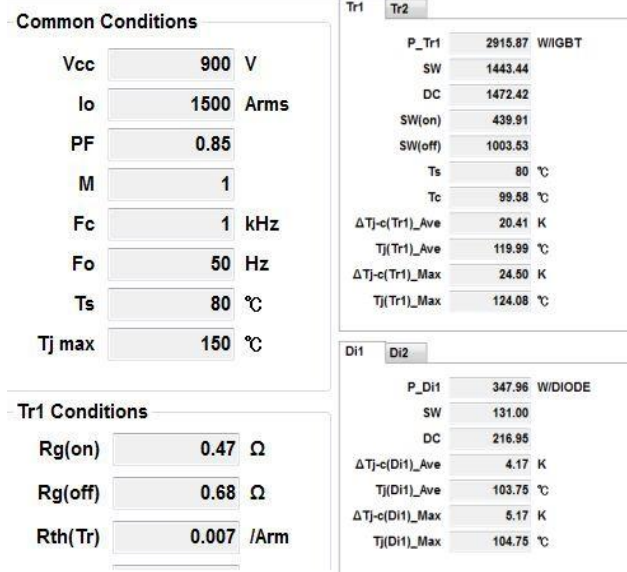 Common Conditions
Vcc 900 V
Io 1500 Arms
PF 0.85
M 1
Fc 1 kHz
Fo 50 Hz
Ts 80 ℃
Tj max 150 ℃
Tr1 Conditions
Rg(on) 0.47 Ω
Rg(off) 0.68 Ω
Rth(Tr) 0.007 /Arm
Tr1 Tr2
P_Tr1 2915.87 W/IGBT
SW 1443.44
DC 1472.42
SW(on) 439.91
SW(off) 1003.53
Ts 80 ℃
Tc 99.58 ℃
ΔTj-c(Tr1)_Ave 20.41 K
Tj(Tr1)_Ave 119.99 ℃
ΔTj-c(Tr1)_Max 24.50 K
Tj(Tr1)_Max 124.08 ℃
Di1 Di2
P_Di1 347.96 W/DIODE
SW 131.00
DC 216.95
ΔTj-c(Di1)_Ave 4.17 K
Tj(Di1)_Ave 103.75 ℃
ΔTj-c(Di1)_Max 5.17 K
Tj(Di1)_Max 104.75 ℃